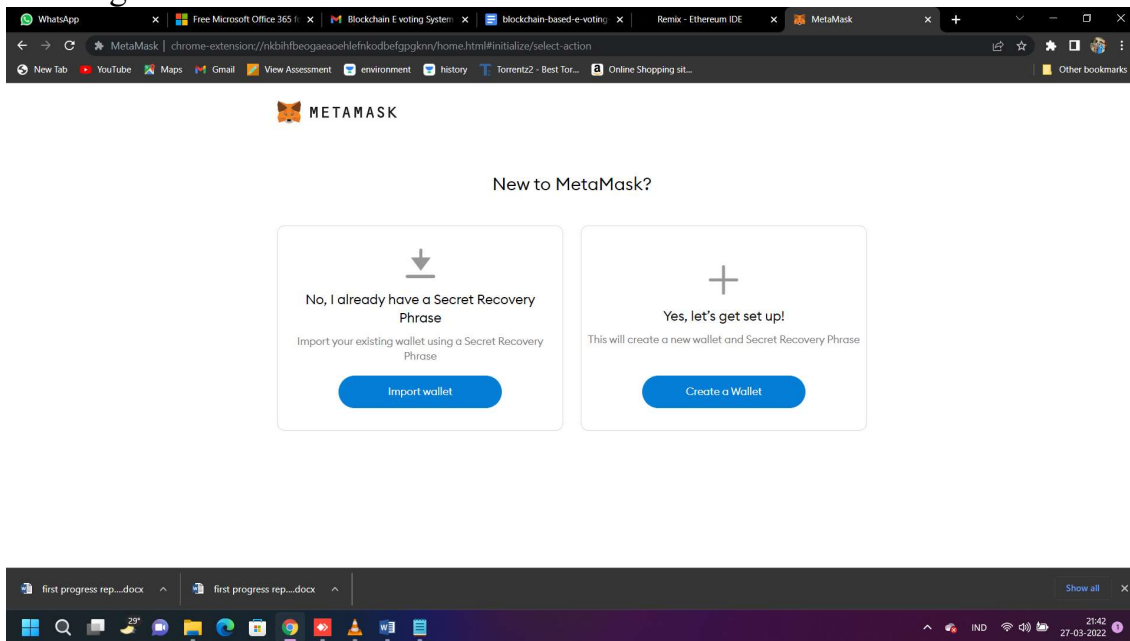 WhatsApp
Free Microsoft Office 365 f
Blockchain E voting System
blockchain-based-e-voting
Remix - Ethereum IDE
MetaMask
MetaMask | chrome-extension://nkbihfbeogaeaoehlefnkodbefgpgknn/home.html#initialize/select-action
New Tab
YouTube
Maps
Gmail
View Assessment
environment
history
Torrentz2 - Best Tor...
Online Shopping sit...
Other bookmarks
METAMASK
New to MetaMask?
No, I already have a Secret Recovery
Phrase
Import your existing wallet using a Secret Recovery
Phrase
Import wallet
Yes, let's get set up!
This will create a new wallet and Secret Recovery Phrase
Create a Wallet
first progress rep....docx
first progress rep....docx
Show all
29°
IND
21:42
27-03-2022
1